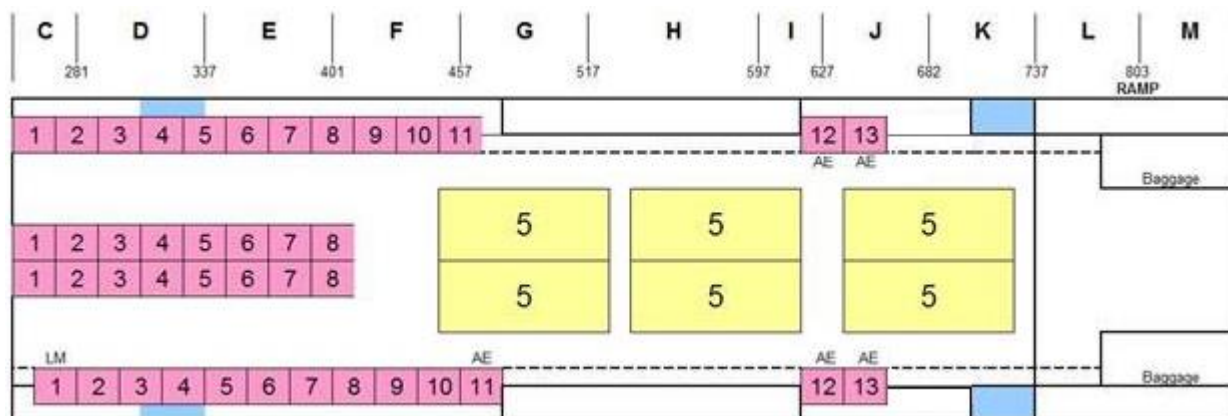 C D E F G H I J K L M
281 337 401 457 517 597 627 682 737 803
RAMP
1 2 3 4 5 6 7 8 9 10 11 12 13
AE AE
Baggage
5 5 5
1 2 3 4 5 6 7 8
1 2 3 4 5 6 7 8
5 5 5
LM AE AE AE
1 2 3 4 5 6 7 8 9 10 11 12 13
Baggage